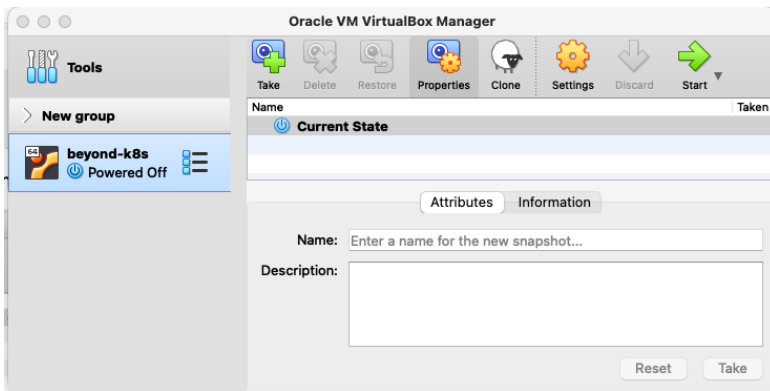 Oracle VM VirtualBox Manager
Tools
New group
64
beyond-k8s
Powered Off
Take Delete Restore Properties Clone Settings Discard Start
Name Taken
Current State
Attributes Information
Name: Enter a name for the new snapshot...
Description:
Reset Take